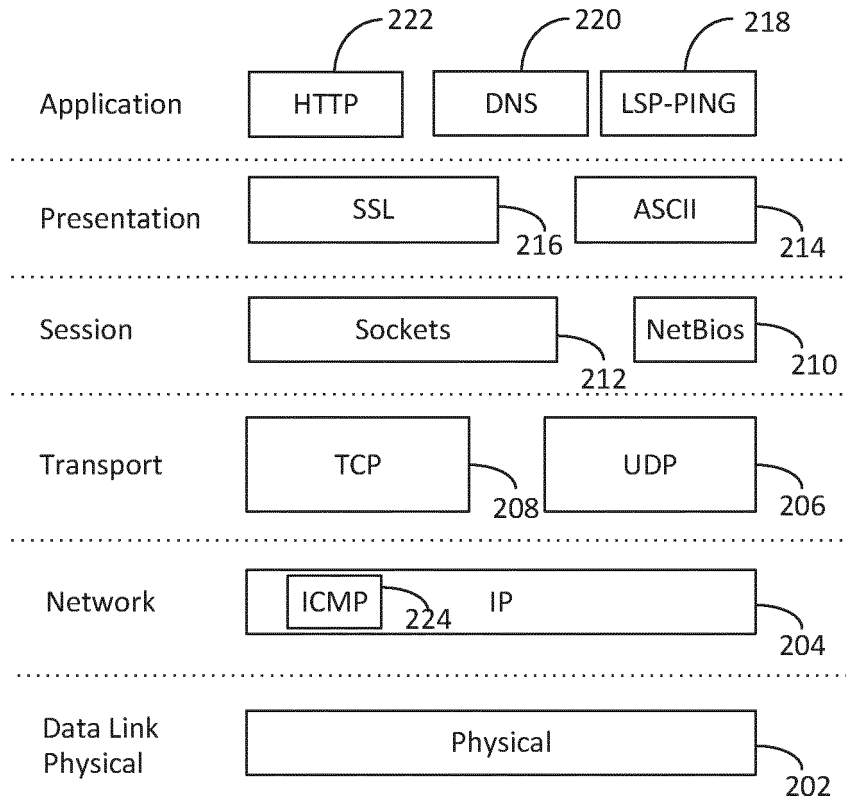 222 220 218
Application HTTP DNS LSP-PING
Presentation SSL ASCII
216 214
Session Sockets NetBios
212 210
Transport TCP UDP
208 206
Network ICMP IP
224 204
Data Link
Physical
Physical
202